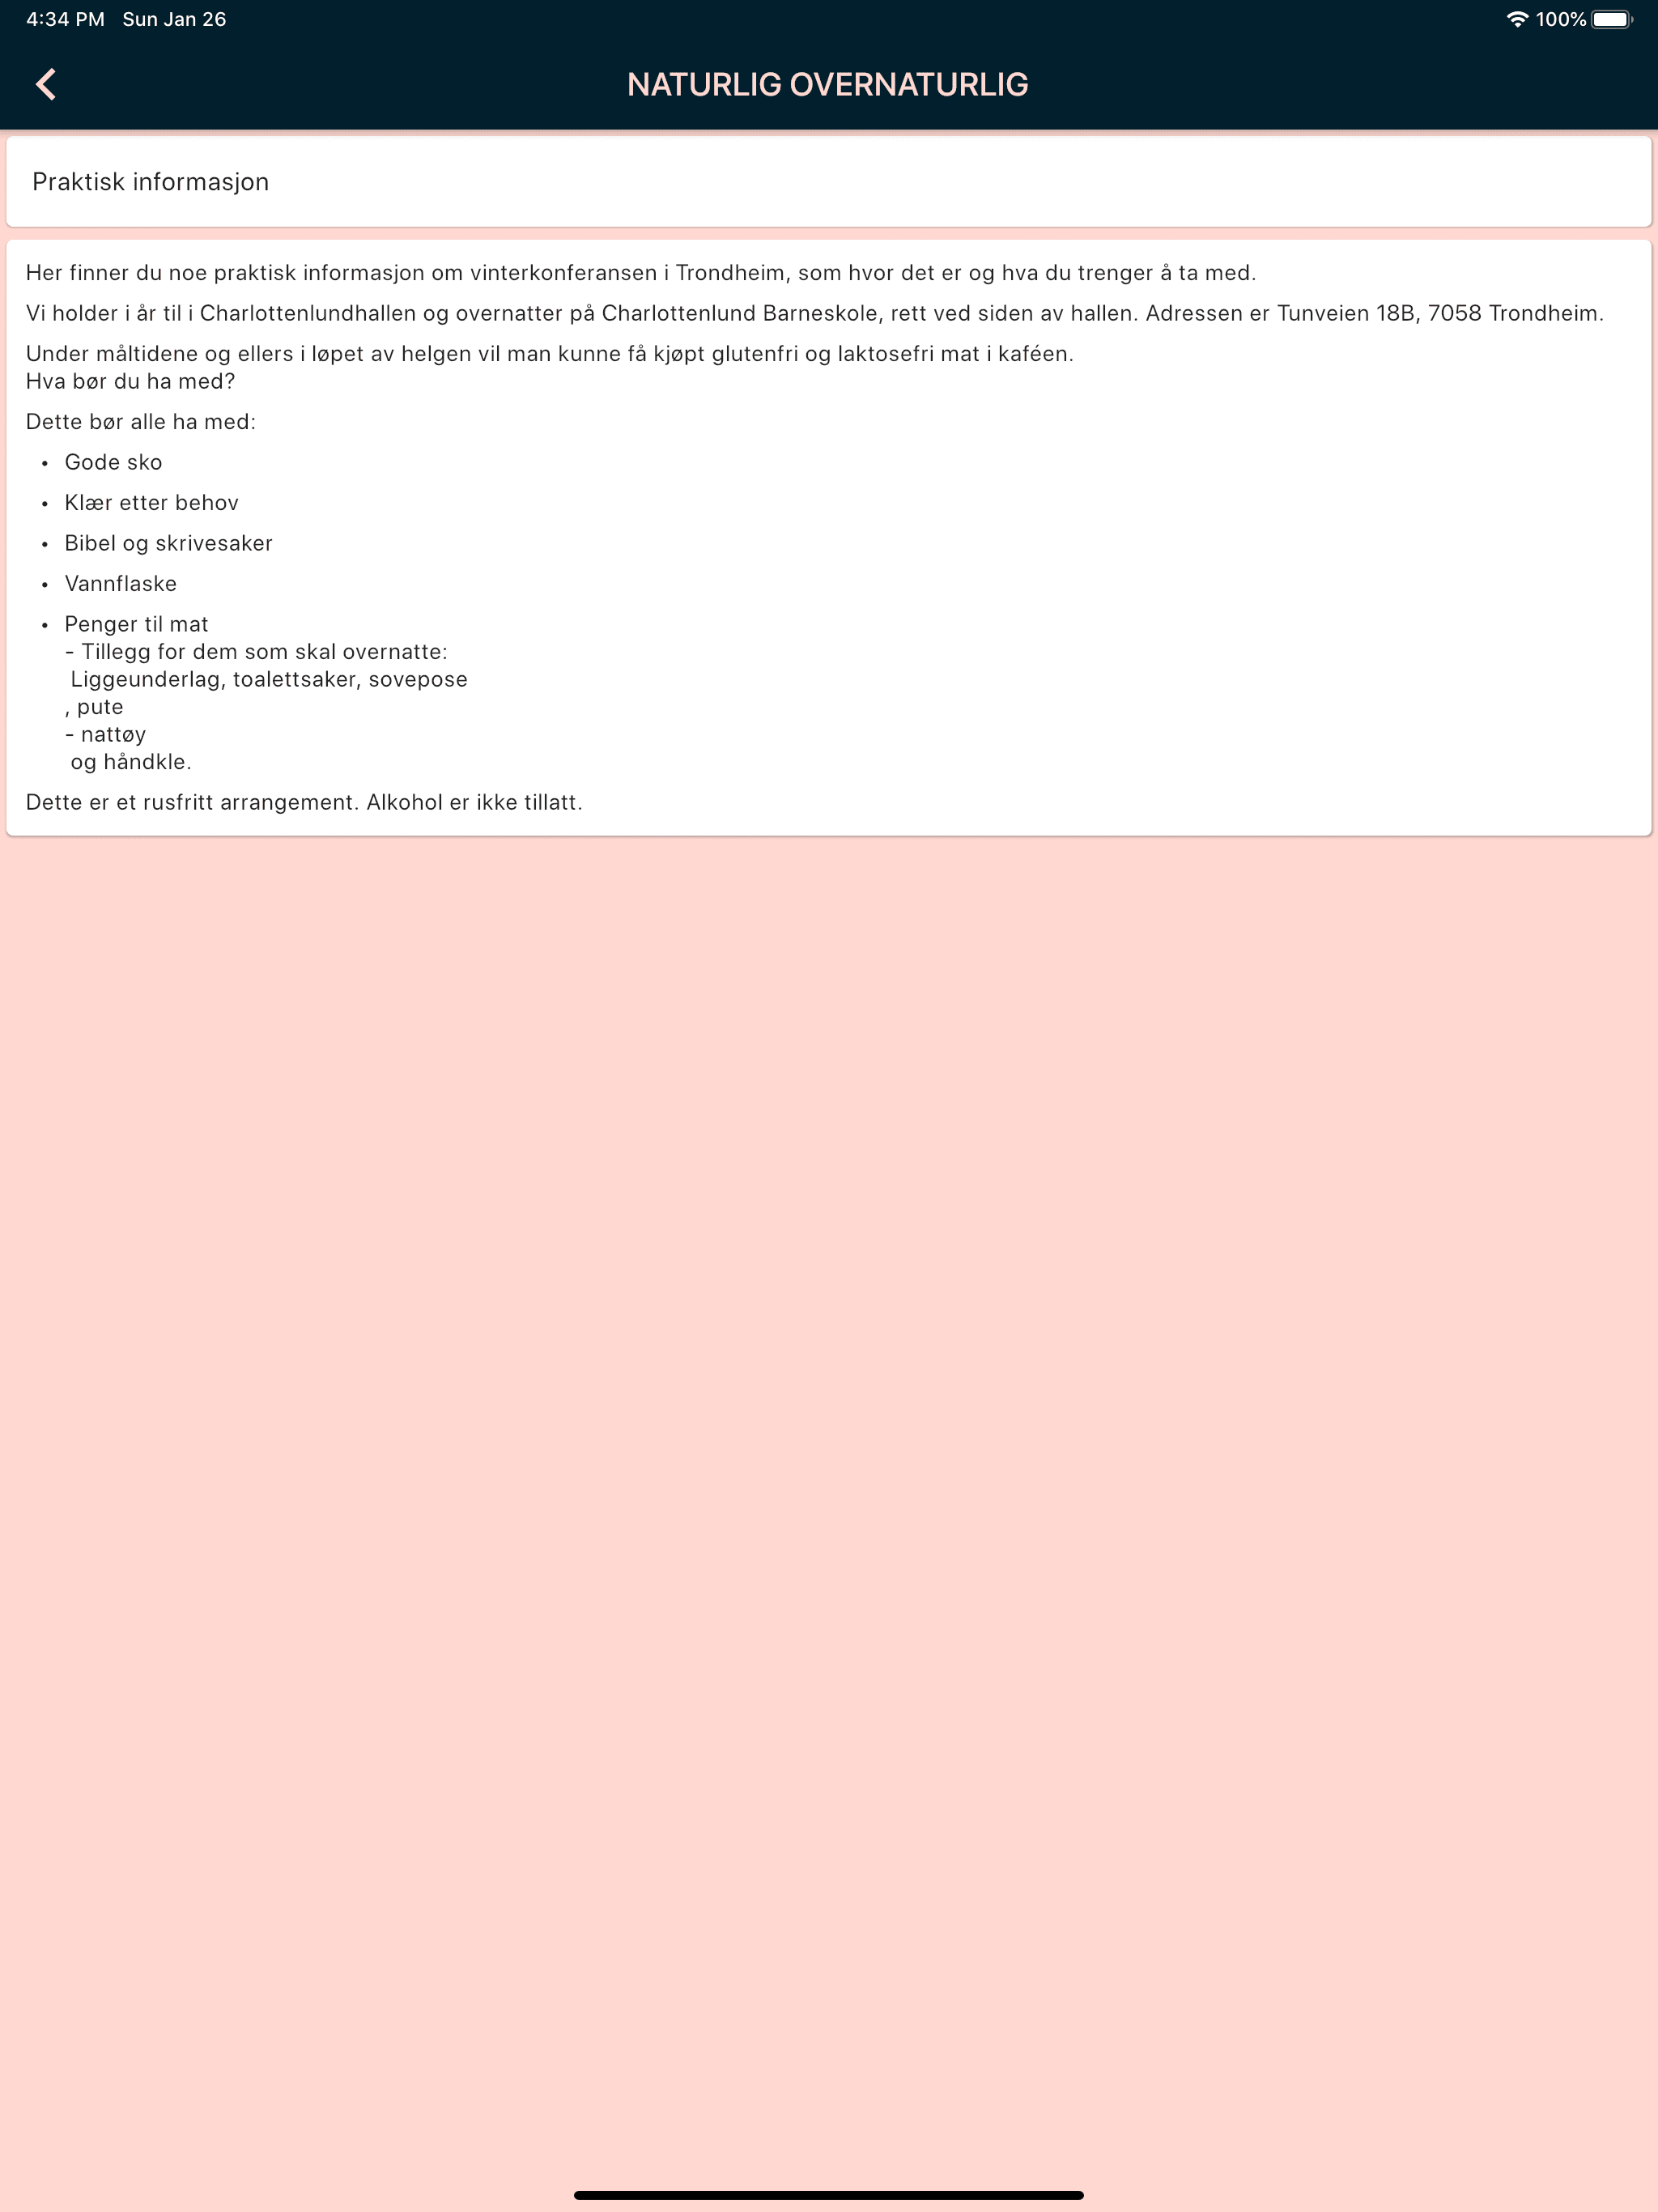 4:34 PM Sun Jan 26
100%
NATURLIG OVERNATURLIG
Praktisk informasjon
Her finner du noe praktisk informasjon om vinterkonferansen i Trondheim, som hvor det er og hva du trenger å ta med.
Vi holder i år til i Charlottenlundhallen og overnatter på Charlottenlund Barneskole, rett ved siden av hallen. Adressen er Tunveien 18B, 7058 Trondheim.
Under måltidene og ellers i løpet av helgen vil man kunne få kjøpt glutenfri og laktosefri mat i kaféen.
Hva bør du ha med?
Dette bør alle ha med:
• Gode sko
• Klær etter behov
• Bibel og skrivesaker
• Vannflaske
• Penger til mat
- Tillegg for dem som skal overnatte:
Liggeunderlag, toalettsaker, sovepose
, pute
- nattøy
og håndkle.
Dette er et rusfritt arrangement. Alkohol er ikke tillatt.